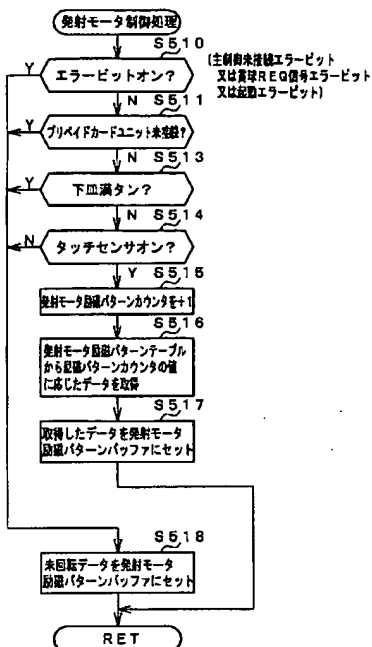 発射モータ制御処理
S510
エラービットオン?
(主制御未接続エラービット
又は賞球REQ信号エラービット
又は起動エラービット)
Y
N
S511
プリペイドカードユニット未接続?
Y
N
S513
下皿満タン?
Y
N
S514
タッチセンサオン?
N
Y
S515
発射モータ励磁パターンカウンタを+1
S516
発射モータ励磁パターンテーブル
から励磁パターンカウンタの値
に応じたデータを取得
S517
取得したデータを発射モータ
励磁パターンバッファにセット
S518
未回転データを発射モータ
励磁パターンバッファにセット
RET